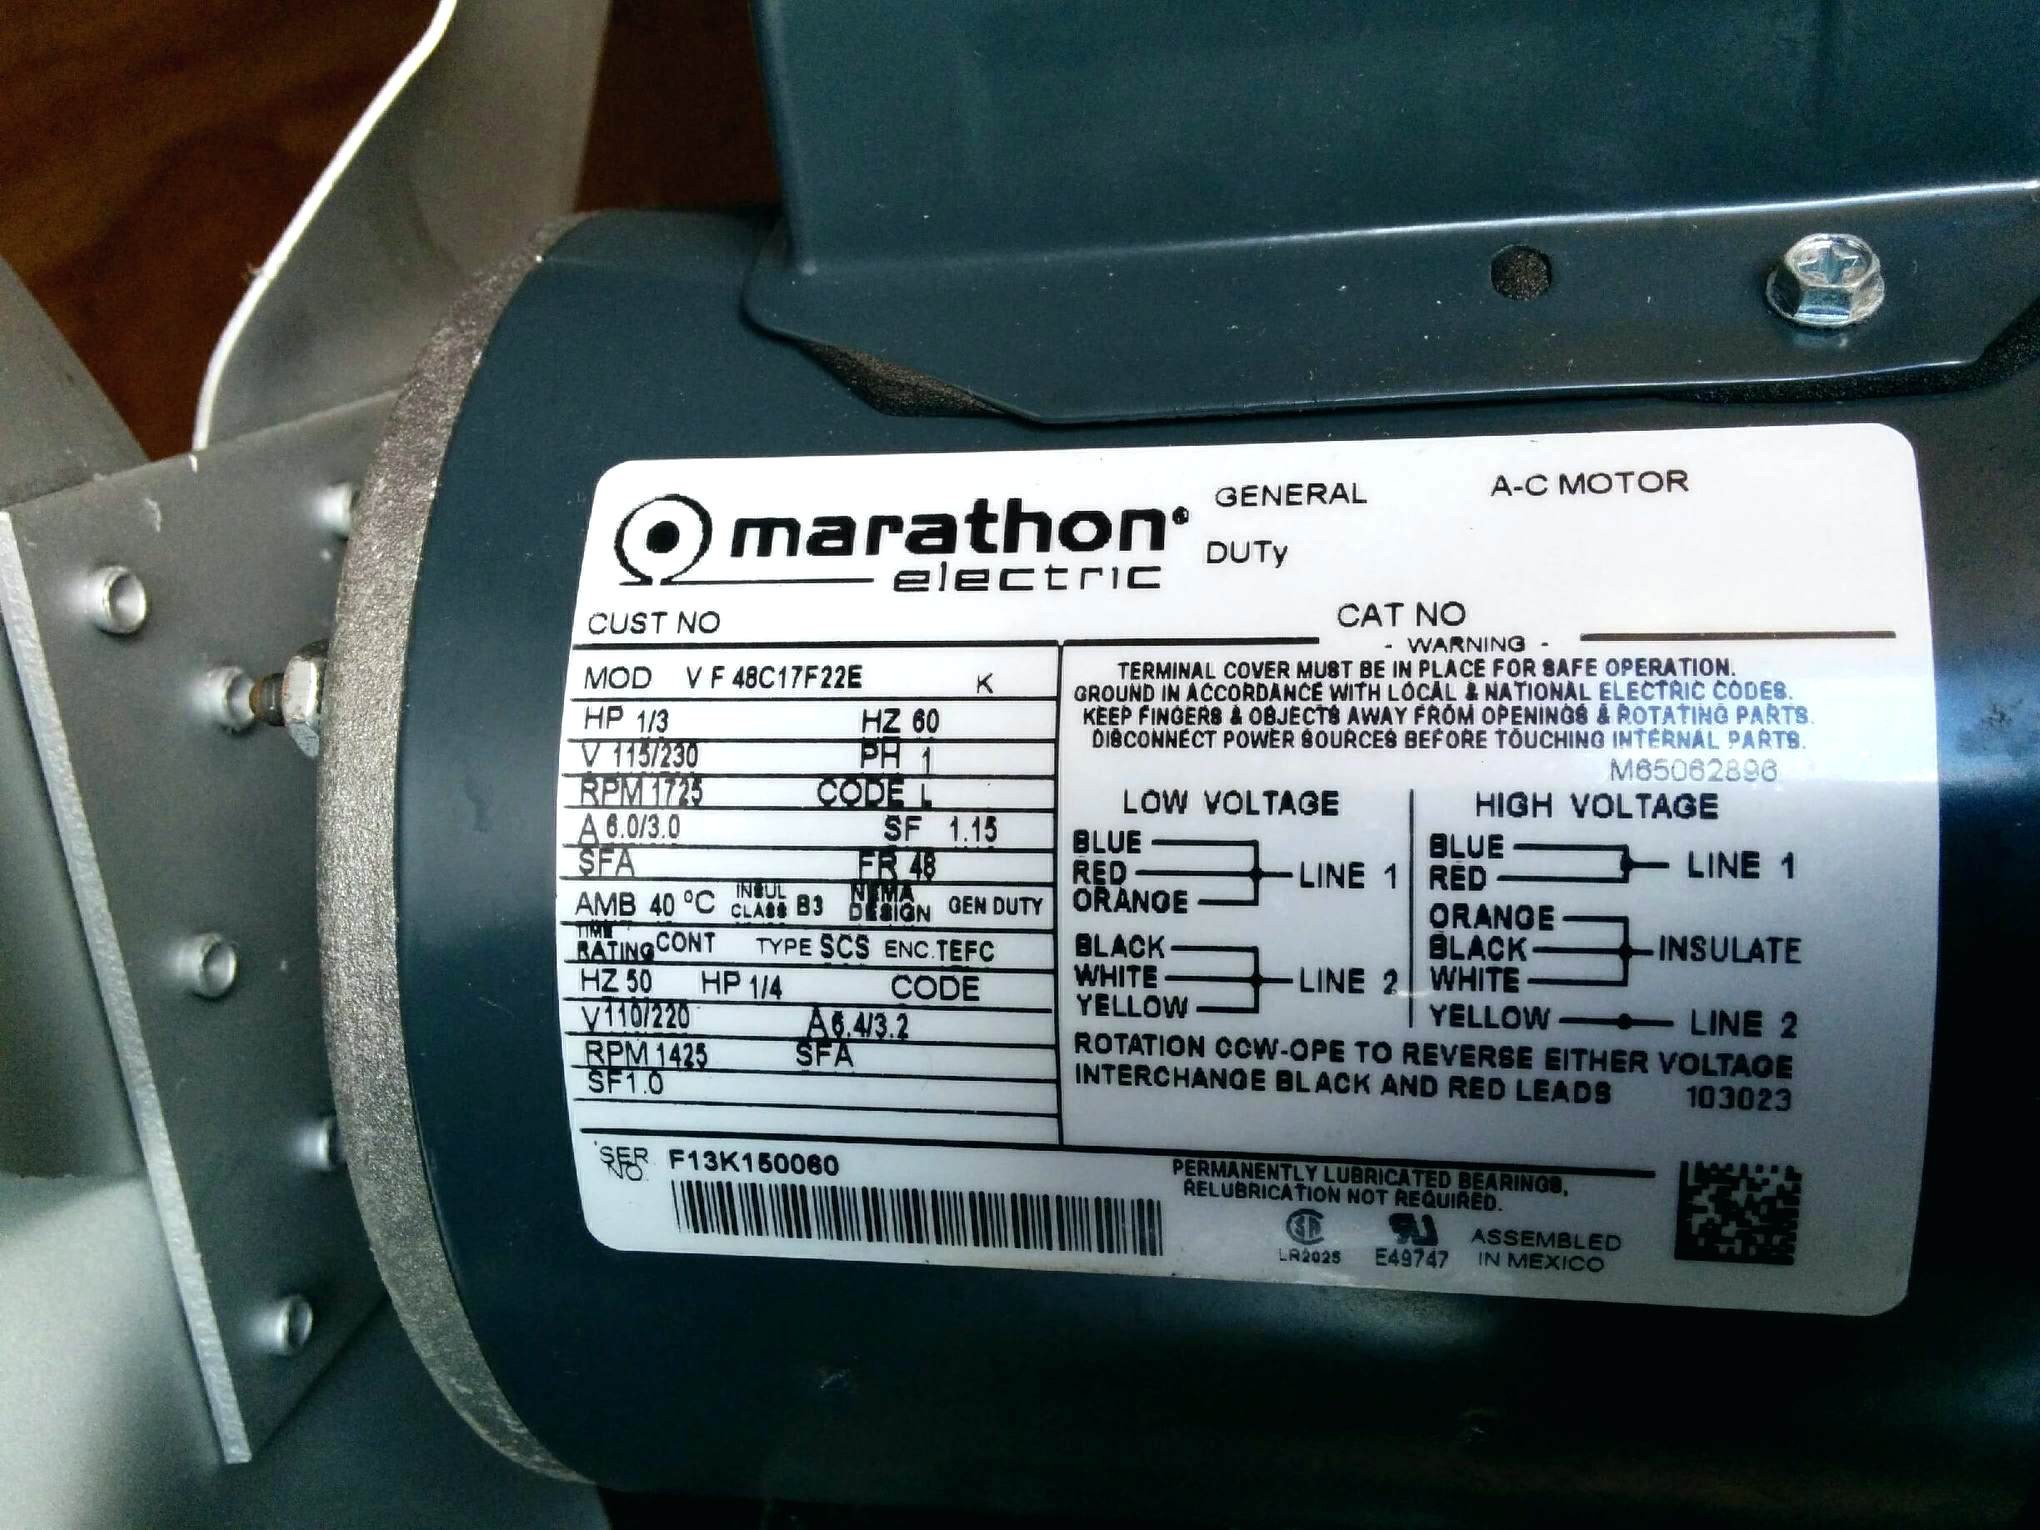 marathon®
electric
GENERAL
DUTy
A-C MOTOR
CUST NO
CAT NO
MOD V F 48C17F22E K
HP 1/3 HZ 60
V 115/230 PH 1
RPM 1725 CODE L
A 6.0/3.0 SF 1.15
SFA FR 48
AMB 40 °C INSUL CLASS B3 NEMA DESIGN GEN DUTY
TIME RATING CONT TYPE SCS ENC. TEFC
HZ 50 HP 1/4 CODE
V 110/220 A 6.4/3.2
RPM 1425 SFA
SF 1.0
- WARNING -
TERMINAL COVER MUST BE IN PLACE FOR SAFE OPERATION.
GROUND IN ACCORDANCE WITH LOCAL & NATIONAL ELECTRIC CODES.
KEEP FINGERS & OBJECTS AWAY FROM OPENINGS & ROTATING PARTS.
DISCONNECT POWER SOURCES BEFORE TOUCHING INTERNAL PARTS.
M65062896
LOW VOLTAGE
BLUE
RED LINE 1
ORANGE
BLACK
WHITE LINE 2
YELLOW
HIGH VOLTAGE
BLUE
RED LINE 1
ORANGE
BLACK INSULATE
WHITE
YELLOW LINE 2
ROTATION CCW-OPE TO REVERSE EITHER VOLTAGE
INTERCHANGE BLACK AND RED LEADS 103023
SER NO. F13K150060
PERMANENTLY LUBRICATED BEARINGS,
RELUBRICATION NOT REQUIRED.
LR2025
E49747
ASSEMBLED
IN MEXICO